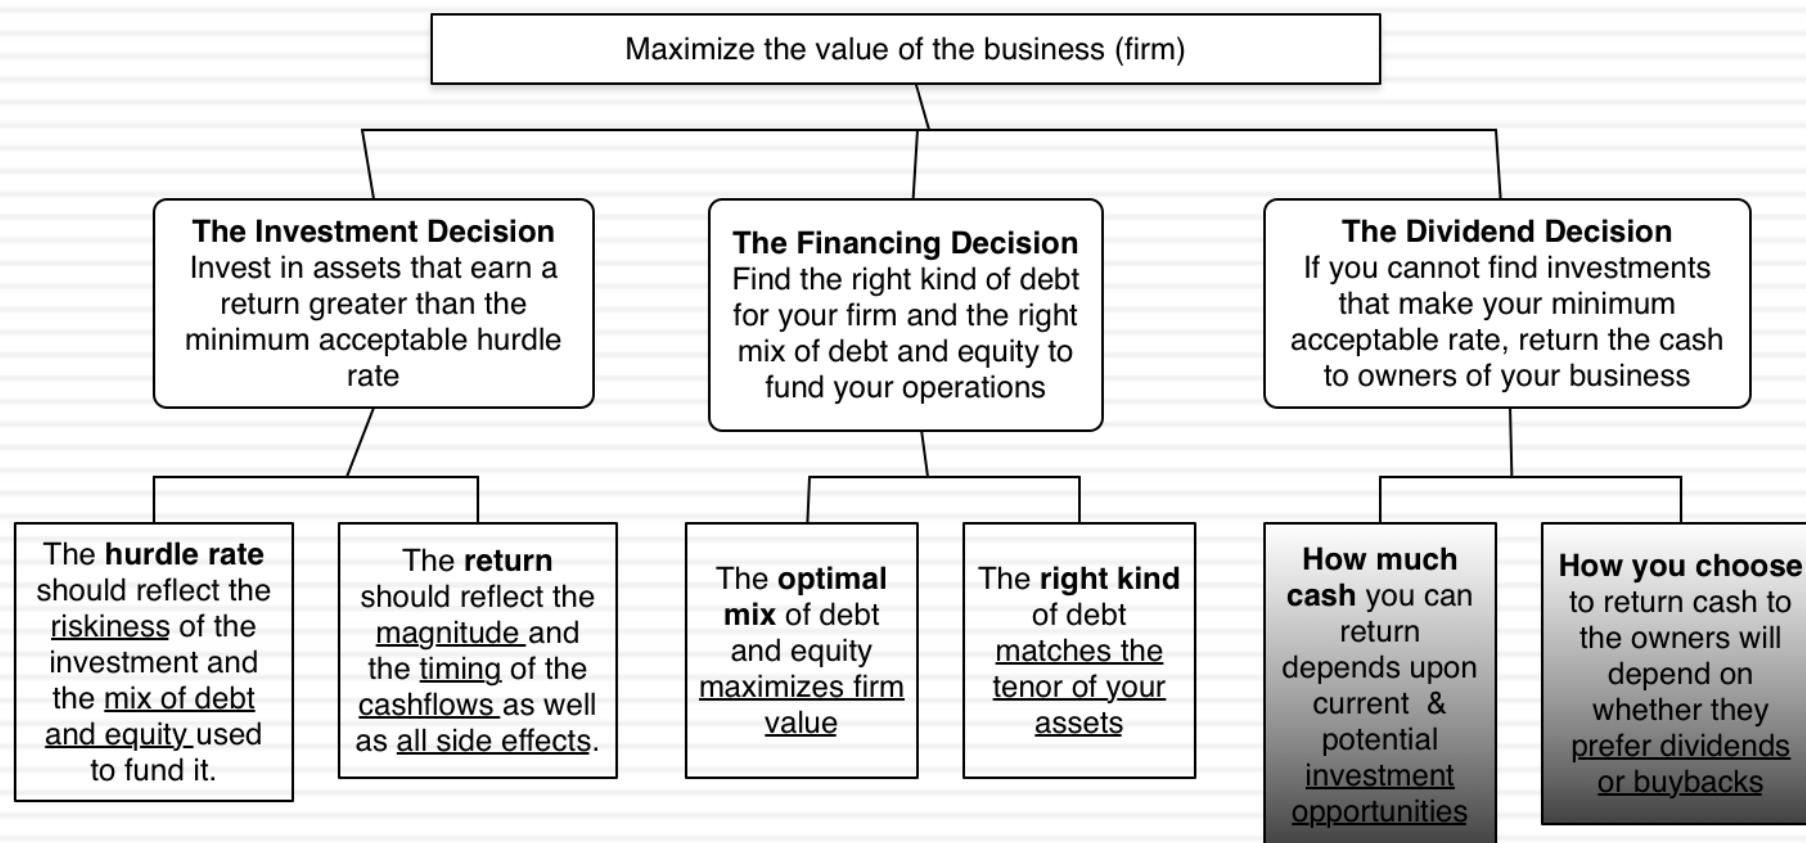 Maximize the value of the business (firm)
The Investment Decision
Invest in assets that earn a
return greater than the
minimum acceptable hurdle
rate
The Financing Decision
Find the right kind of debt
for your firm and the right
mix of debt and equity to
fund your operations
The Dividend Decision
If you cannot find investments
that make your minimum
acceptable rate, return the cash
to owners of your business
The hurdle rate
should reflect the
riskiness of the
investment and
the mix of debt
and equity used
to fund it.
The return
should reflect the
magnitude and
the timing of the
cashflows as well
as all side effects.
The optimal
mix of debt
and equity
maximizes firm
value
The right kind
of debt
matches the
tenor of your
assets
How much
cash you can
return
depends upon
current &
potential
investment
opportunities
How you choose
to return cash to
the owners will
depend on
whether they
prefer dividends
or buybacks